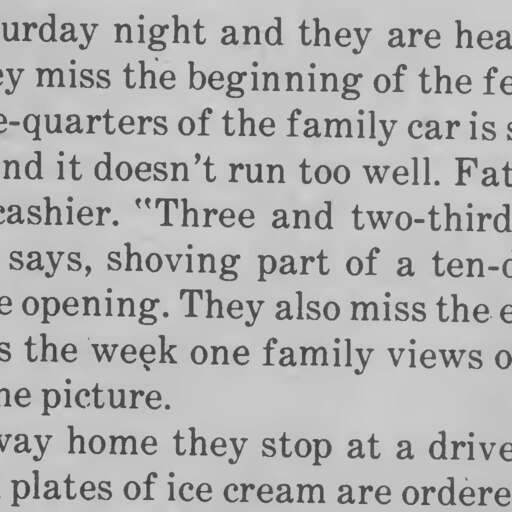 urday night and they are hea
ey miss the beginning of the fe
e-quarters of the family car is s
nd it doesn't run too well. Fat
cashier. "Three and two-third
says, shoving part of a ten-d
e opening. They also miss the e
s the week one family views o
he picture.
way home they stop at a drive
plates of ice cream are ordere